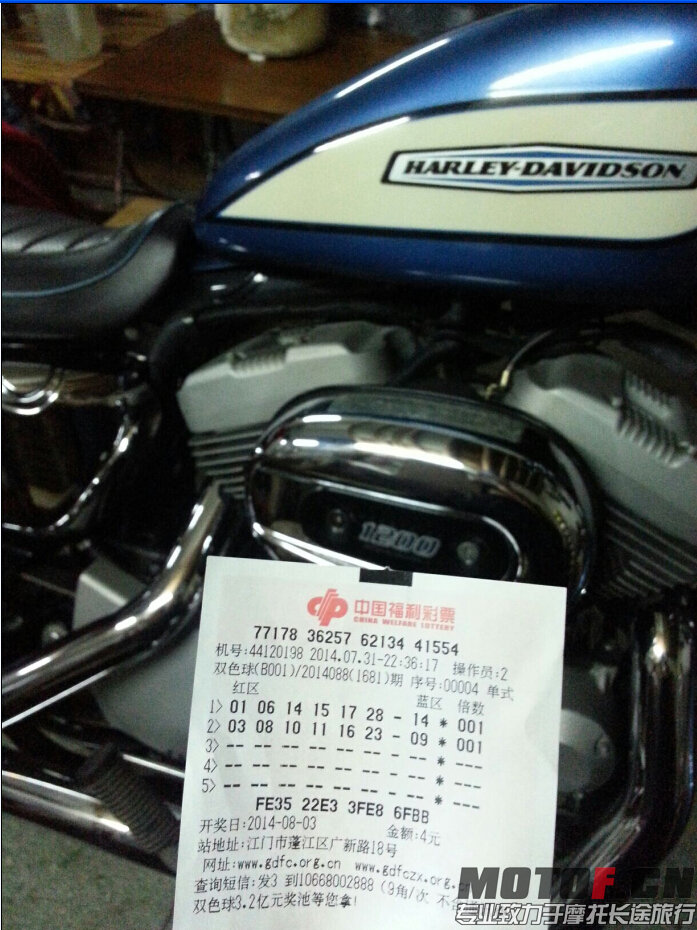 HARLEY-DAVIDSON
1200
中国福利彩票
CHINA WELFARE LOTTERY
77178 36257 62134 41554
机号:44120198 2014.07.31-22:36:17 操作员:2
双色球(B001)/2014088(1681)期 序号:00004 单式
红区 蓝区 倍数
1> 01 06 14 15 17 28 - 14 * 001
2> 03 08 10 11 16 23 - 09 * 001
3> -- -- -- -- -- -- -- * ---
4> -- -- -- -- -- -- -- * ---
5> -- -- -- -- -- -- -- * ---
FE35 22E3 3FE8 6FBB
开奖日:2014-08-03 金额:4元
站地址:江门市蓬江区广新路18号
网址:www.gdfc.org.cn www.gdfczx.org.c
查询短信:发3 到10668002888 (9角/次 不
双色球3.2亿元奖池等您拿!
MOTOF.CN
专业致力于摩托长途旅行